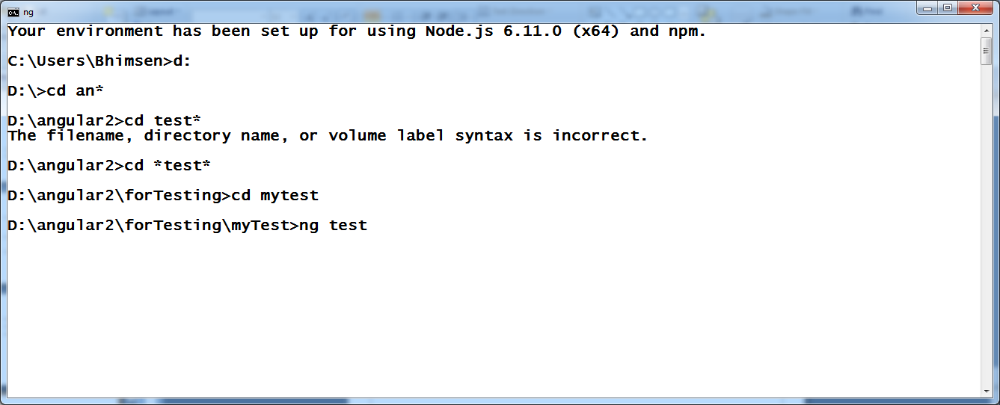 ng
Your environment has been set up for using Node.js 6.11.0 (x64) and npm.
C:\Users\Bhimsen>d:
D:\>cd an*
D:\angular2>cd test*
The filename, directory name, or volume label syntax is incorrect.
D:\angular2>cd *test*
D:\angular2\forTesting>cd mytest
D:\angular2\forTesting\myTest>ng test